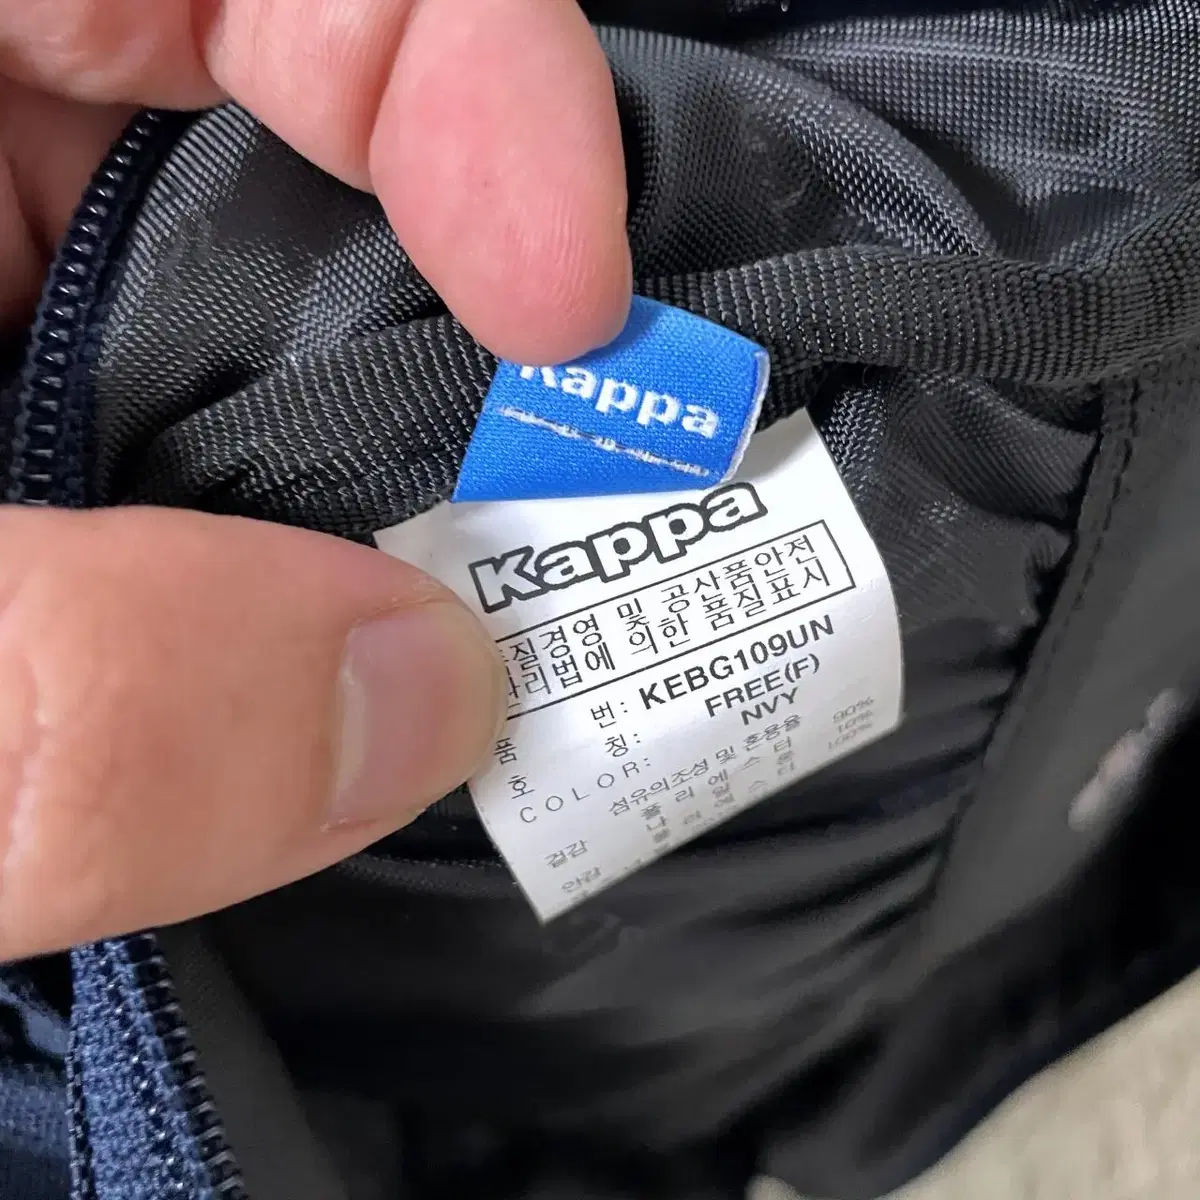 Kappa
Kappa
질경영 및 공산품안전
리법에 의한 품질표시
품 번: KEBG109UN
호 칭: FREE(F)
COLOR: NVY
섬유의조성 및 혼용율
겉감 폴리에스터 90%
나일론 10%
안감 폴리에스터 100%